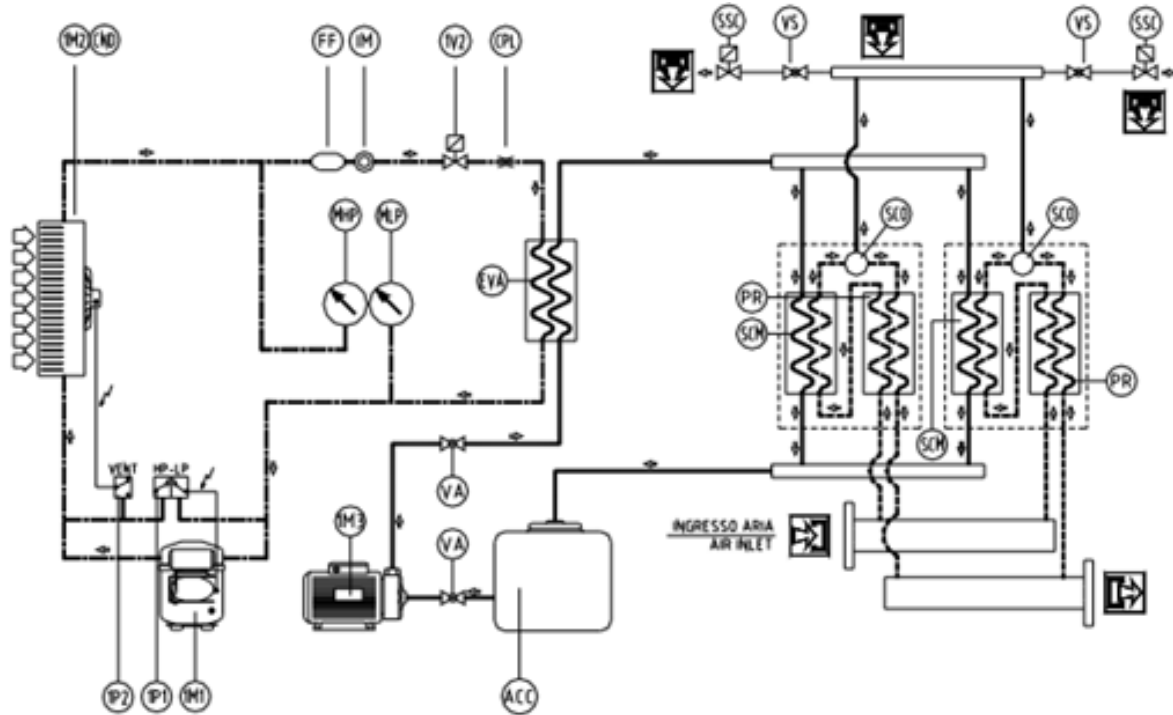 1M2 CND FF IM 1V2 CPL SSC VS VS SSC
MHP MLP SCO SCO
EVA
PR
SCM
PR
SCM
VENT HP-LP VA
1M3 VA
INGRESSO ARIA
AIR INLET
1P2 1P1 1M1 ACC